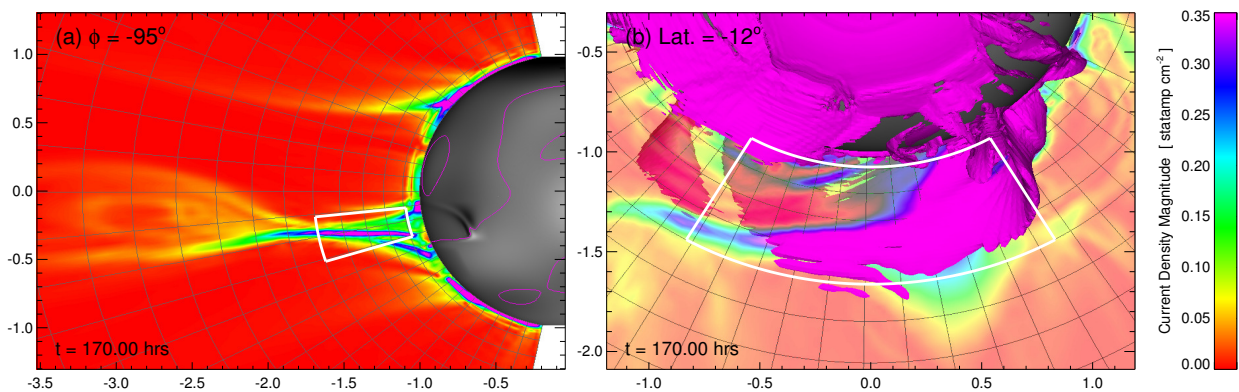 (a) ϕ = -95°
1.0
0.5
0.0
-0.5
-1.0
t = 170.00 hrs
-3.5 -3.0 -2.5 -2.0 -1.5 -1.0 -0.5
(b) Lat. = -12°
-0.5
-1.0
-1.5
-2.0
t = 170.00 hrs
-1.0 -0.5 0.0 0.5 1.0
0.35
0.30
0.25
0.20
0.15
0.10
0.05
0.00
Current Density Magnitude [ statamp cm⁻² ]